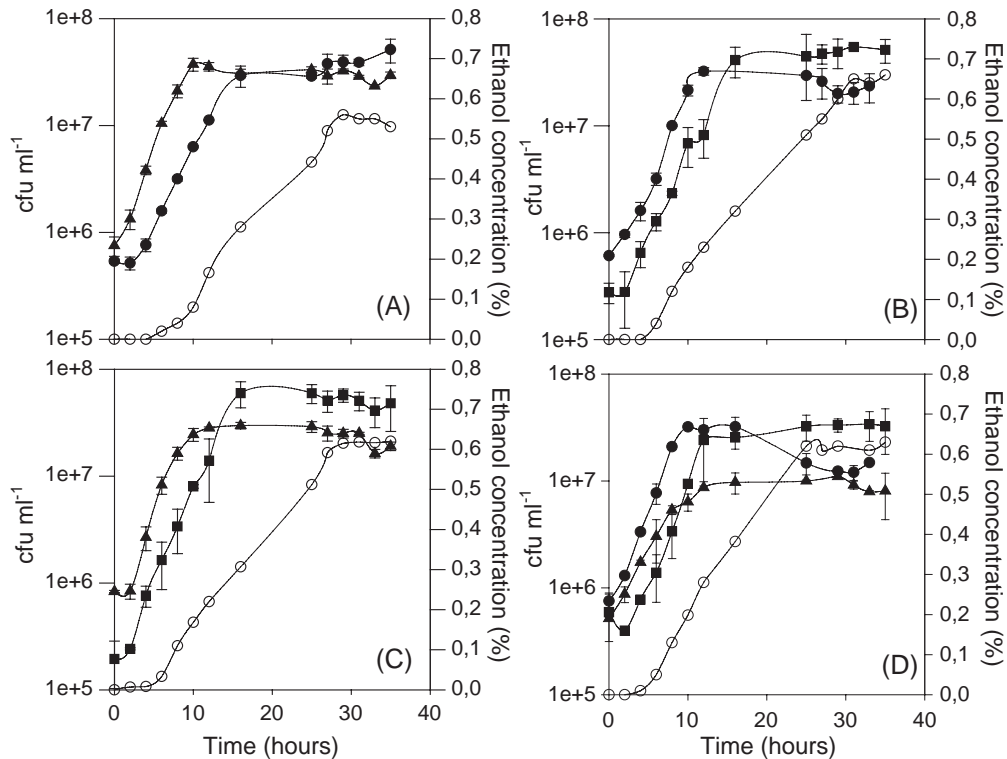 1e+8
1e+7
1e+6
1e+5
cfu ml-1
0,8
0,7
0,6
0,5
0,4
0,3
0,2
0,1
0,0
Ethanol concentration (%)
(A)
1e+8
1e+7
1e+6
1e+5
cfu ml-1
0,8
0,7
0,6
0,5
0,4
0,3
0,2
0,1
0,0
Ethanol concentration (%)
(B)
1e+8
1e+7
1e+6
1e+5
cfu ml-1
0,8
0,7
0,6
0,5
0,4
0,3
0,2
0,1
0,0
Ethanol concentration (%)
(C)
0 10 20 30 40
Time (hours)
1e+8
1e+7
1e+6
1e+5
cfu ml-1
0,8
0,7
0,6
0,5
0,4
0,3
0,2
0,1
0,0
Ethanol concentration (%)
(D)
0 10 20 30 40
Time (hours)